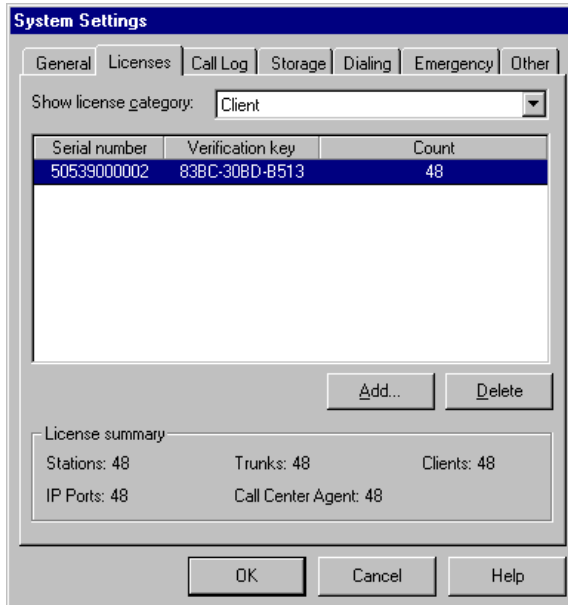 System Settings
General Licenses Call Log Storage Dialing Emergency Other
Show license category: Client
Serial number Verification key Count
50539000002 83BC-30BD-B513 48
Add... Delete
License summary
Stations: 48 Trunks: 48 Clients: 48
IP Ports: 48 Call Center Agent: 48
OK Cancel Help